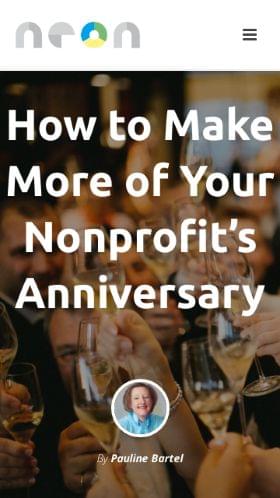 neon
How to Make
More of Your
Nonprofit’s
Anniversary
By Pauline Bartel